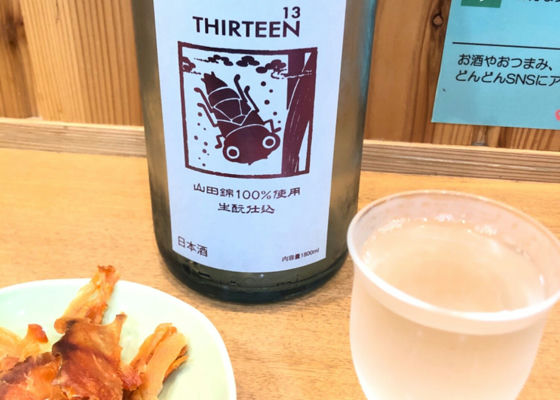 13
THIRTEEN
山田錦100%使用
生酛仕込
日本酒
内容量1800ml
お酒やおつまみ、
どんどんSNSにア